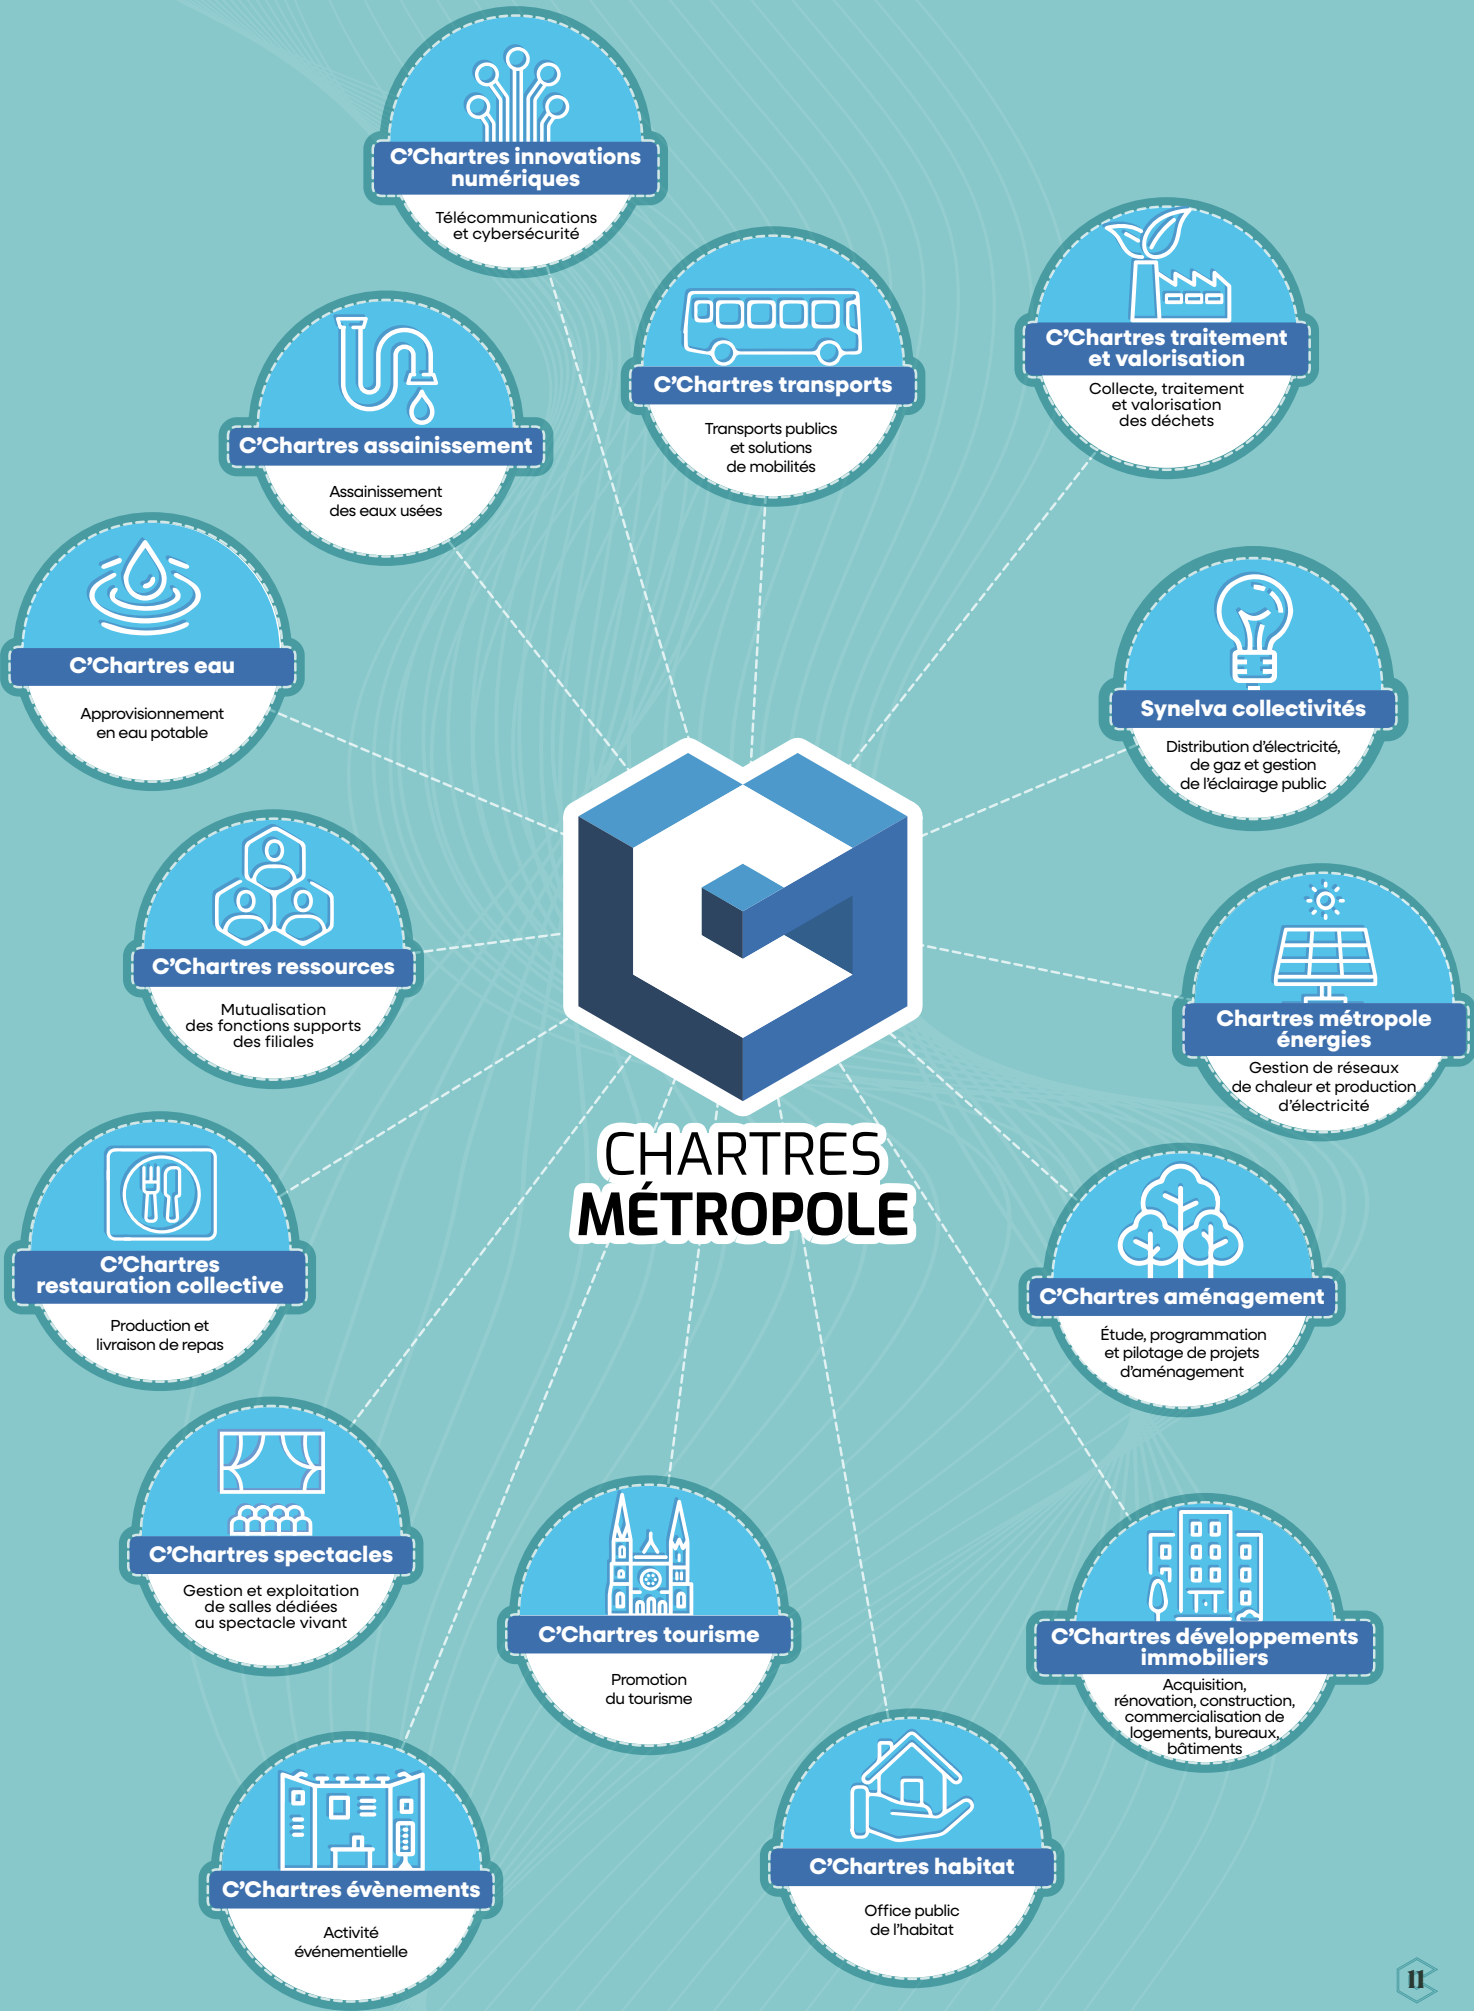 C'Chartres innovations
numériques
Télécommunications
et cybersécurité
C'Chartres transports
Transports publics
et solutions
de mobilités
C'Chartres traitement
et valorisation
Collecte, traitement
et valorisation
des déchets
C'Chartres assainissement
Assainissement
des eaux usées
C'Chartres eau
Approvisionnement
en eau potable
Synelva collectivités
Distribution d'électricité,
de gaz et gestion
de l'éclairage public
C'Chartres ressources
Mutualisation
des fonctions supports
des filiales
Chartres métropole
énergies
Gestion de réseaux
de chaleur et production
d'électricité
CHARTRES
MÉTROPOLE
C'Chartres
restauration collective
Production et
livraison de repas
C'Chartres aménagement
Étude, programmation
et pilotage de projets
d'aménagement
C'Chartres spectacles
Gestion et exploitation
de salles dédiées
au spectacle vivant
C'Chartres tourisme
Promotion
du tourisme
C'Chartres développements
immobiliers
Acquisition,
rénovation, construction,
commercialisation de
logements, bureaux,
bâtiments
C'Chartres évènements
Activité
événementielle
C'Chartres habitat
Office public
de l'habitat
11